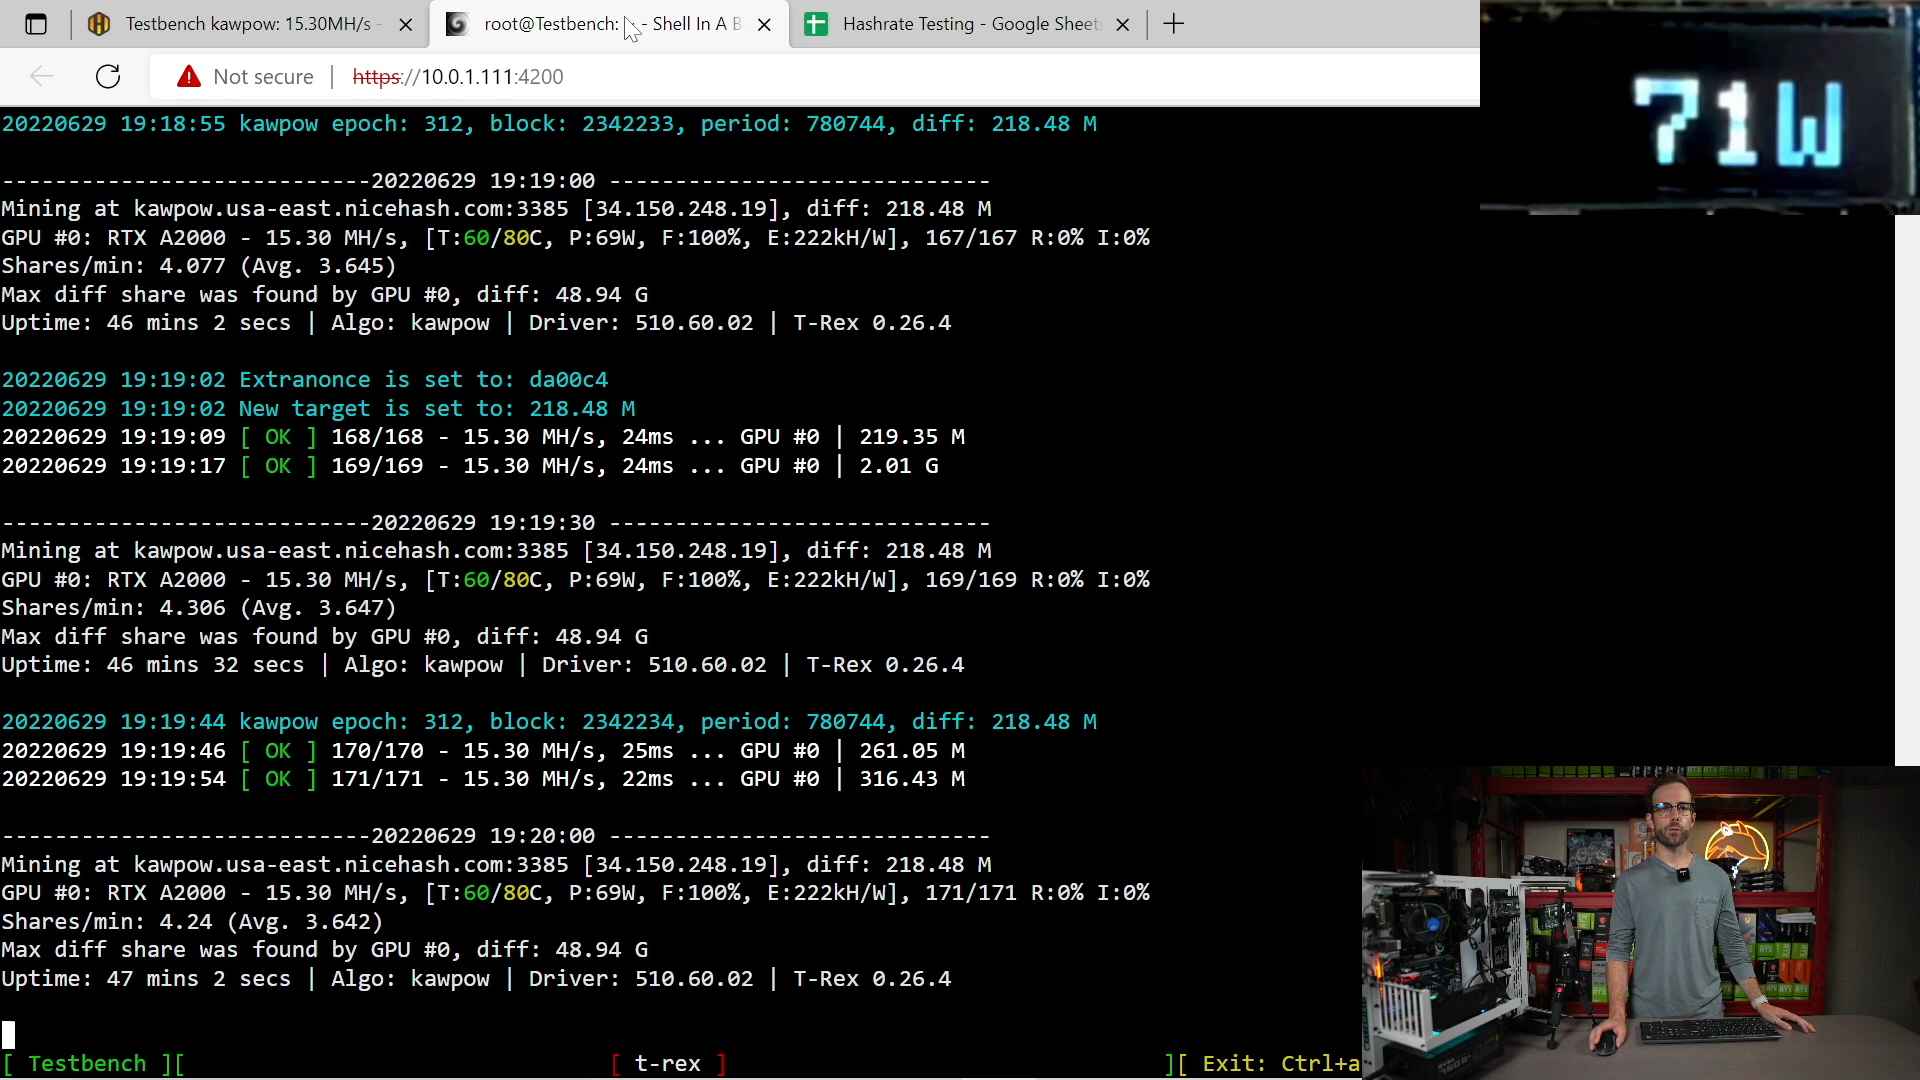 Testbench kawpow: 15.30MH/s -
root@Testbench: - Shell In A B
Hashrate Testing - Google Sheets
Not secure | https://10.0.1.111:4200
71W
20220629 19:18:55 kawpow epoch: 312, block: 2342233, period: 780744, diff: 218.48 M
----------------------------20220629 19:19:00 -----------------------------
Mining at kawpow.usa-east.nicehash.com:3385 [34.150.248.19], diff: 218.48 M
GPU #0: RTX A2000 - 15.30 MH/s, [T:60/80C, P:69W, F:100%, E:222kH/W], 167/167 R:0% I:0%
Shares/min: 4.077 (Avg. 3.645)
Max diff share was found by GPU #0, diff: 48.94 G
Uptime: 46 mins 2 secs | Algo: kawpow | Driver: 510.60.02 | T-Rex 0.26.4
20220629 19:19:02 Extranonce is set to: da00c4
20220629 19:19:02 New target is set to: 218.48 M
20220629 19:19:09 [ OK ] 168/168 - 15.30 MH/s, 24ms ... GPU #0 | 219.35 M
20220629 19:19:17 [ OK ] 169/169 - 15.30 MH/s, 24ms ... GPU #0 | 2.01 G
----------------------------20220629 19:19:30 -----------------------------
Mining at kawpow.usa-east.nicehash.com:3385 [34.150.248.19], diff: 218.48 M
GPU #0: RTX A2000 - 15.30 MH/s, [T:60/80C, P:69W, F:100%, E:222kH/W], 169/169 R:0% I:0%
Shares/min: 4.306 (Avg. 3.647)
Max diff share was found by GPU #0, diff: 48.94 G
Uptime: 46 mins 32 secs | Algo: kawpow | Driver: 510.60.02 | T-Rex 0.26.4
20220629 19:19:44 kawpow epoch: 312, block: 2342234, period: 780744, diff: 218.48 M
20220629 19:19:46 [ OK ] 170/170 - 15.30 MH/s, 25ms ... GPU #0 | 261.05 M
20220629 19:19:54 [ OK ] 171/171 - 15.30 MH/s, 22ms ... GPU #0 | 316.43 M
----------------------------20220629 19:20:00 -----------------------------
Mining at kawpow.usa-east.nicehash.com:3385 [34.150.248.19], diff: 218.48 M
GPU #0: RTX A2000 - 15.30 MH/s, [T:60/80C, P:69W, F:100%, E:222kH/W], 171/171 R:0% I:0%
Shares/min: 4.24 (Avg. 3.642)
Max diff share was found by GPU #0, diff: 48.94 G
Uptime: 47 mins 2 secs | Algo: kawpow | Driver: 510.60.02 | T-Rex 0.26.4
[ Testbench ][ [ t-rex ] ][ Exit: Ctrl+a